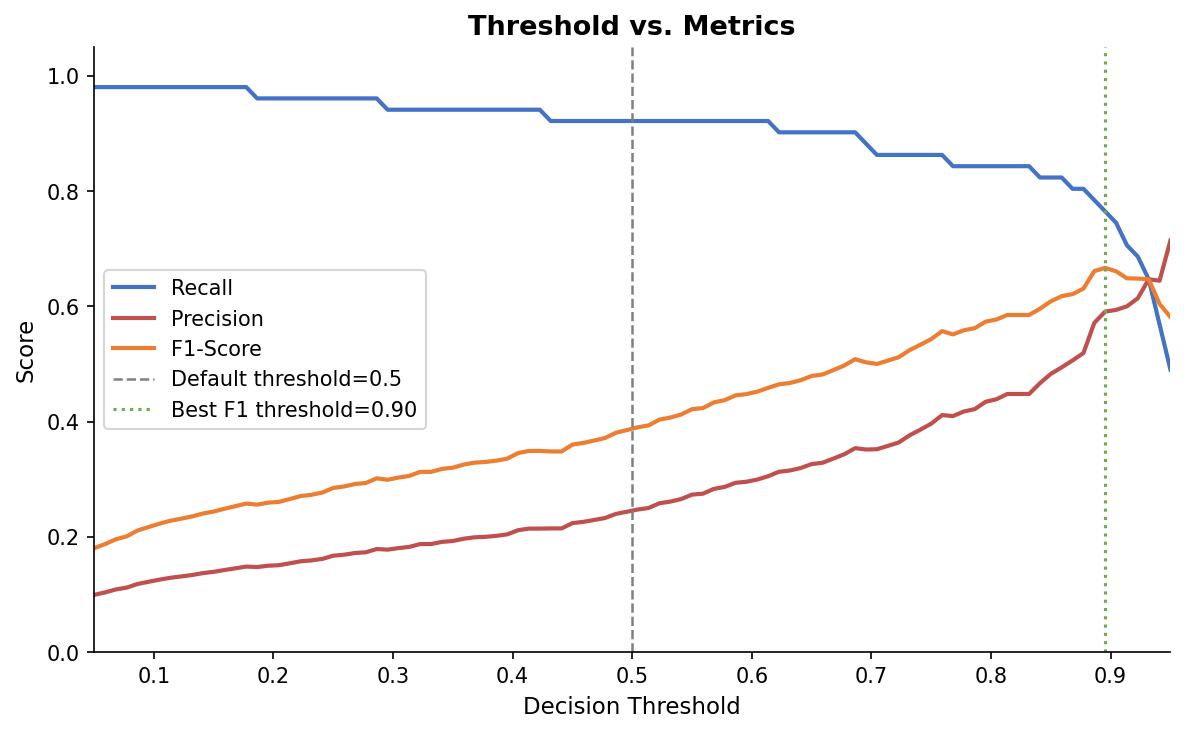 Threshold vs. Metrics
Score
1.0
0.8
0.6
0.4
0.2
0.0
Recall
Precision
F1-Score
Default threshold=0.5
Best F1 threshold=0.90
0.1 0.2 0.3 0.4 0.5 0.6 0.7 0.8 0.9
Decision Threshold